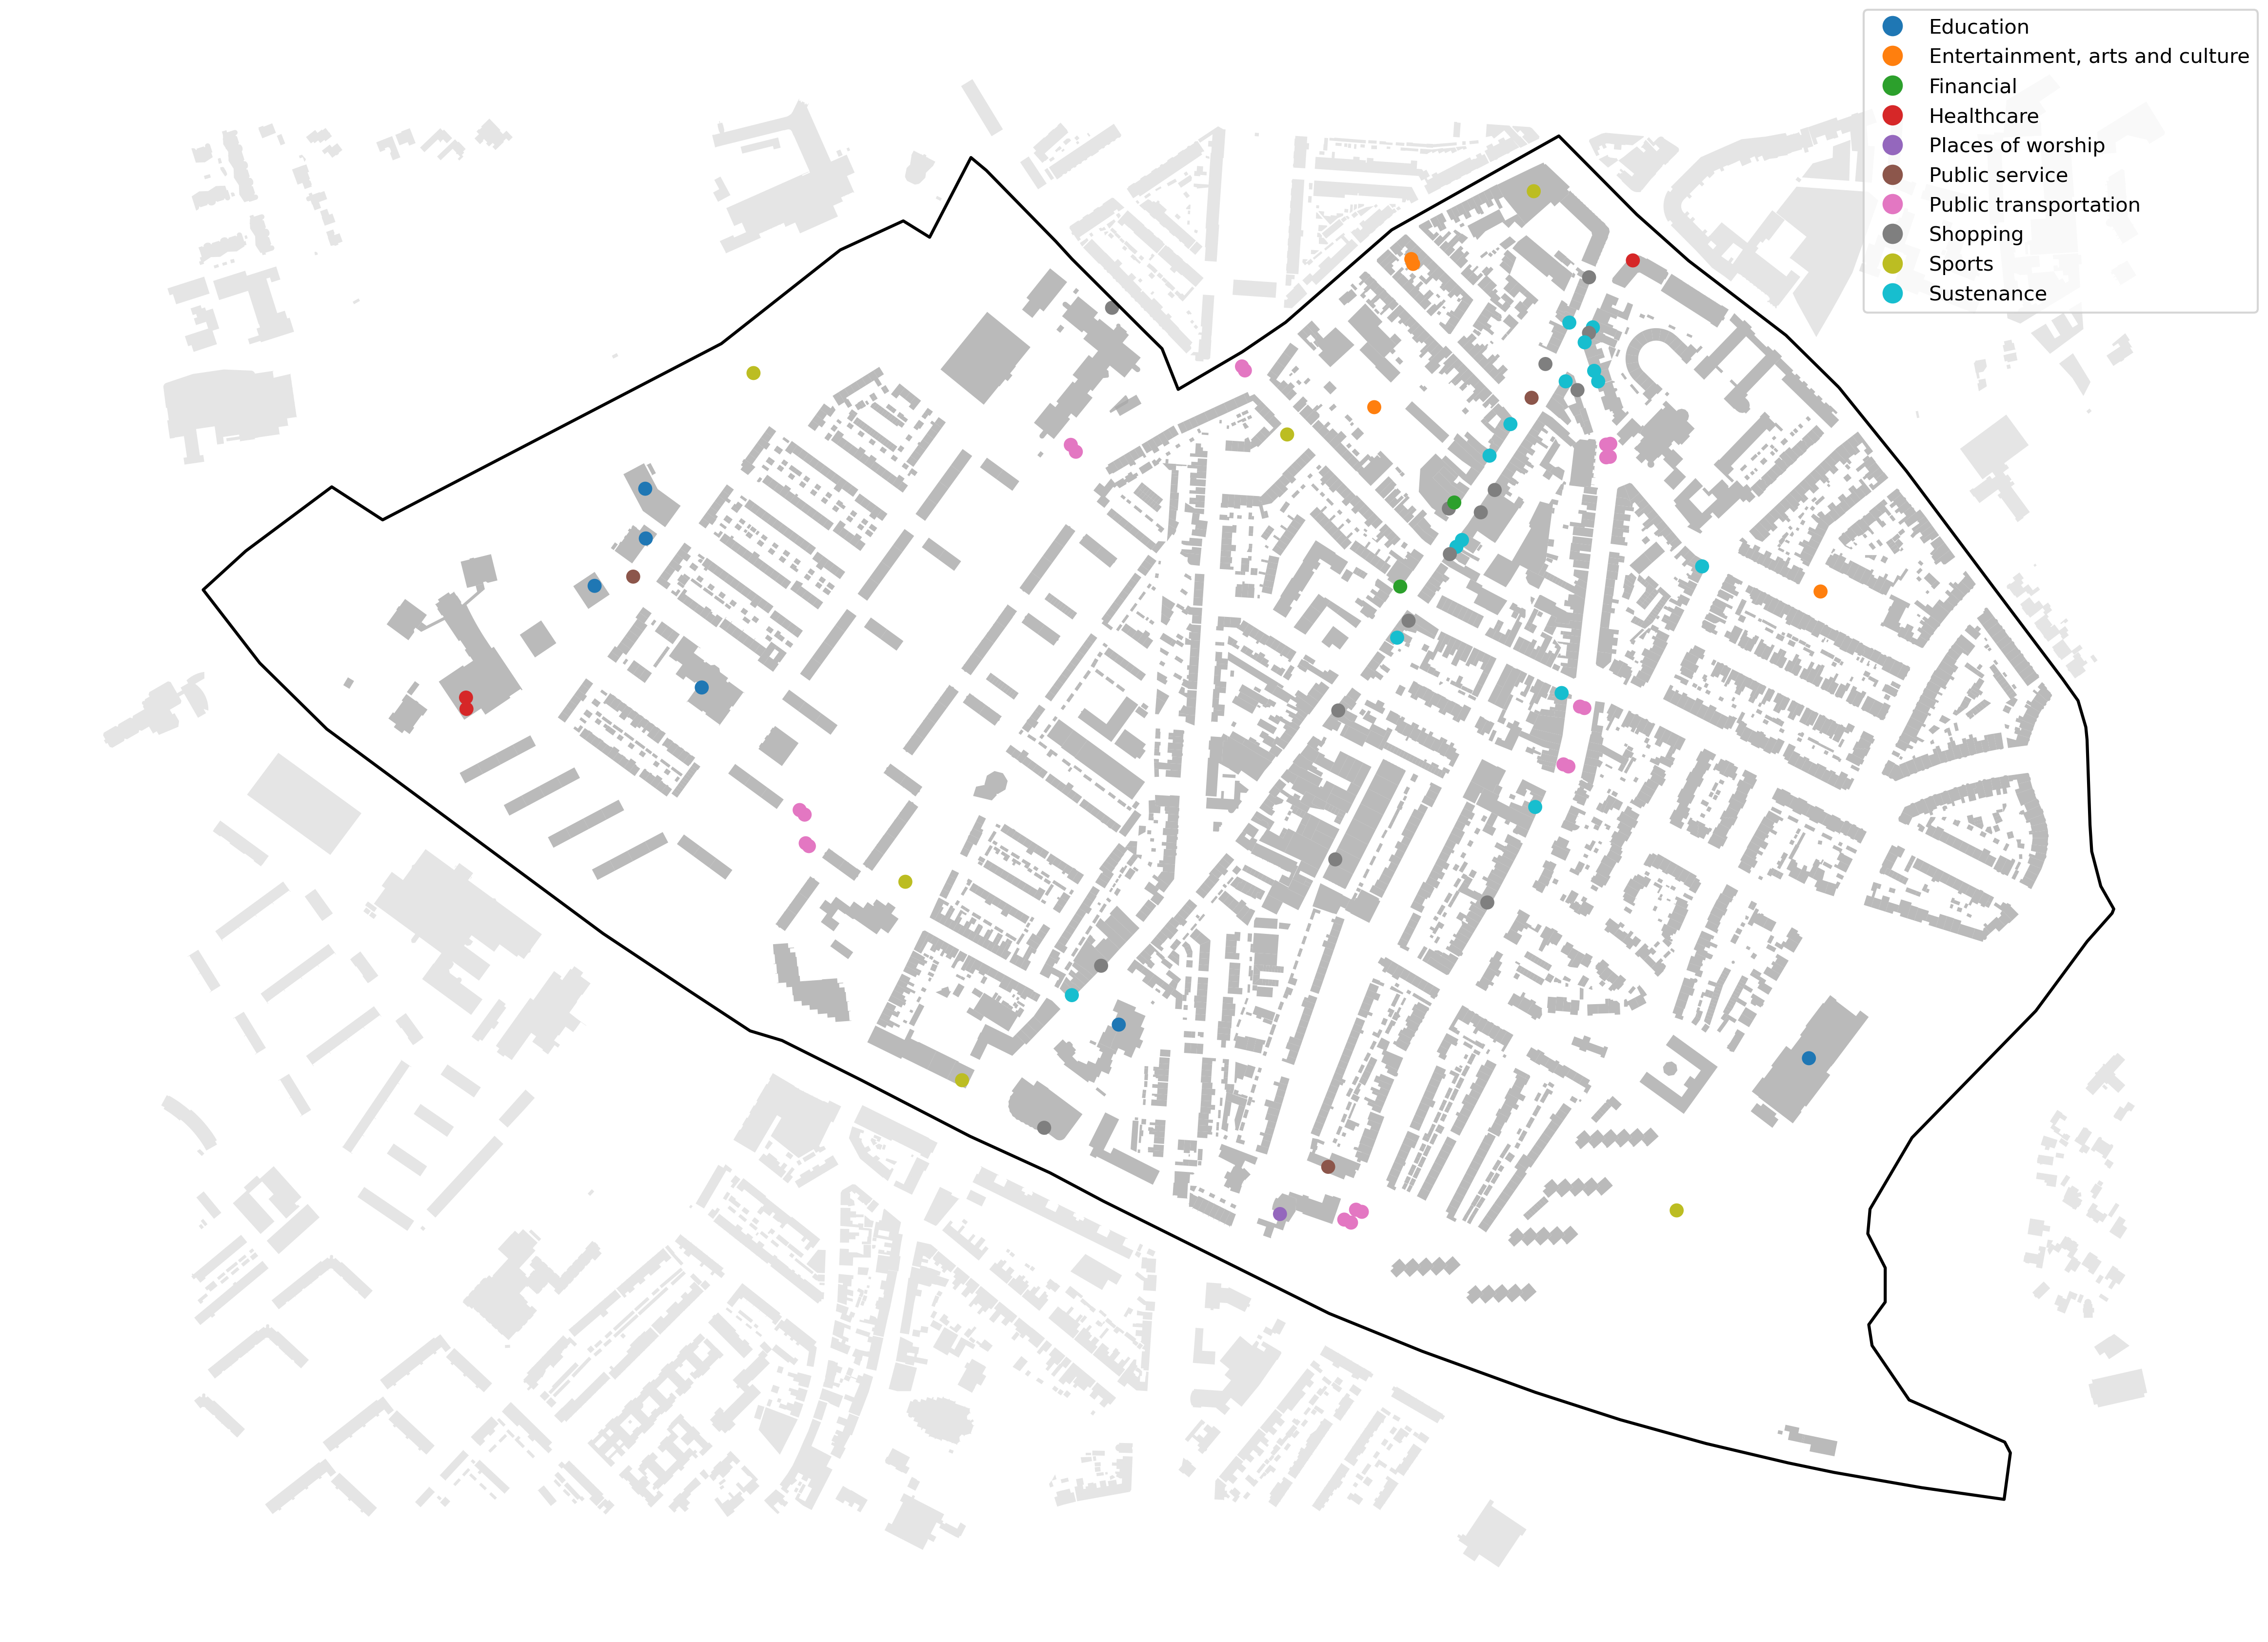 Education
Entertainment, arts and culture
Financial
Healthcare
Places of worship
Public service
Public transportation
Shopping
Sports
Sustenance